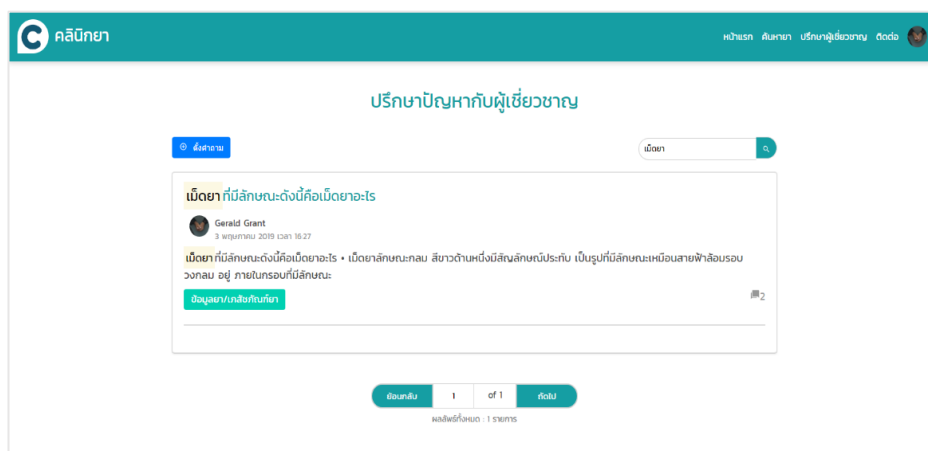 คลินิกยา
หน้าแรก ค้นหายา ปรึกษาผู้เชี่ยวชาญ ติดต่อ
ปรึกษาปัญหากับผู้เชี่ยวชาญ
ตั้งคำถาม
เม็ดยา
เม็ดยาที่มีลักษณะดังนี้คือเม็ดยาอะไร
Gerald Grant
3 พฤษภาคม 2019 เวลา 16:27
เม็ดยาที่มีลักษณะดังนี้คือเม็ดยาอะไร • เม็ดยาลักษณะกลม สีขาวด้านหนึ่งมีสัญลักษณ์ประทับ เป็นรูปที่มีลักษณะเหมือนสายฟ้าล้อมรอบ
วงกลม อยู่ ภายในกรอบที่มีลักษณะ
ข้อมูลยา/เภสัชภัณฑ์ยา
2
ย้อนกลับ 1 of 1 ถัดไป
ผลลัพธ์ทั้งหมด : 1 รายการ